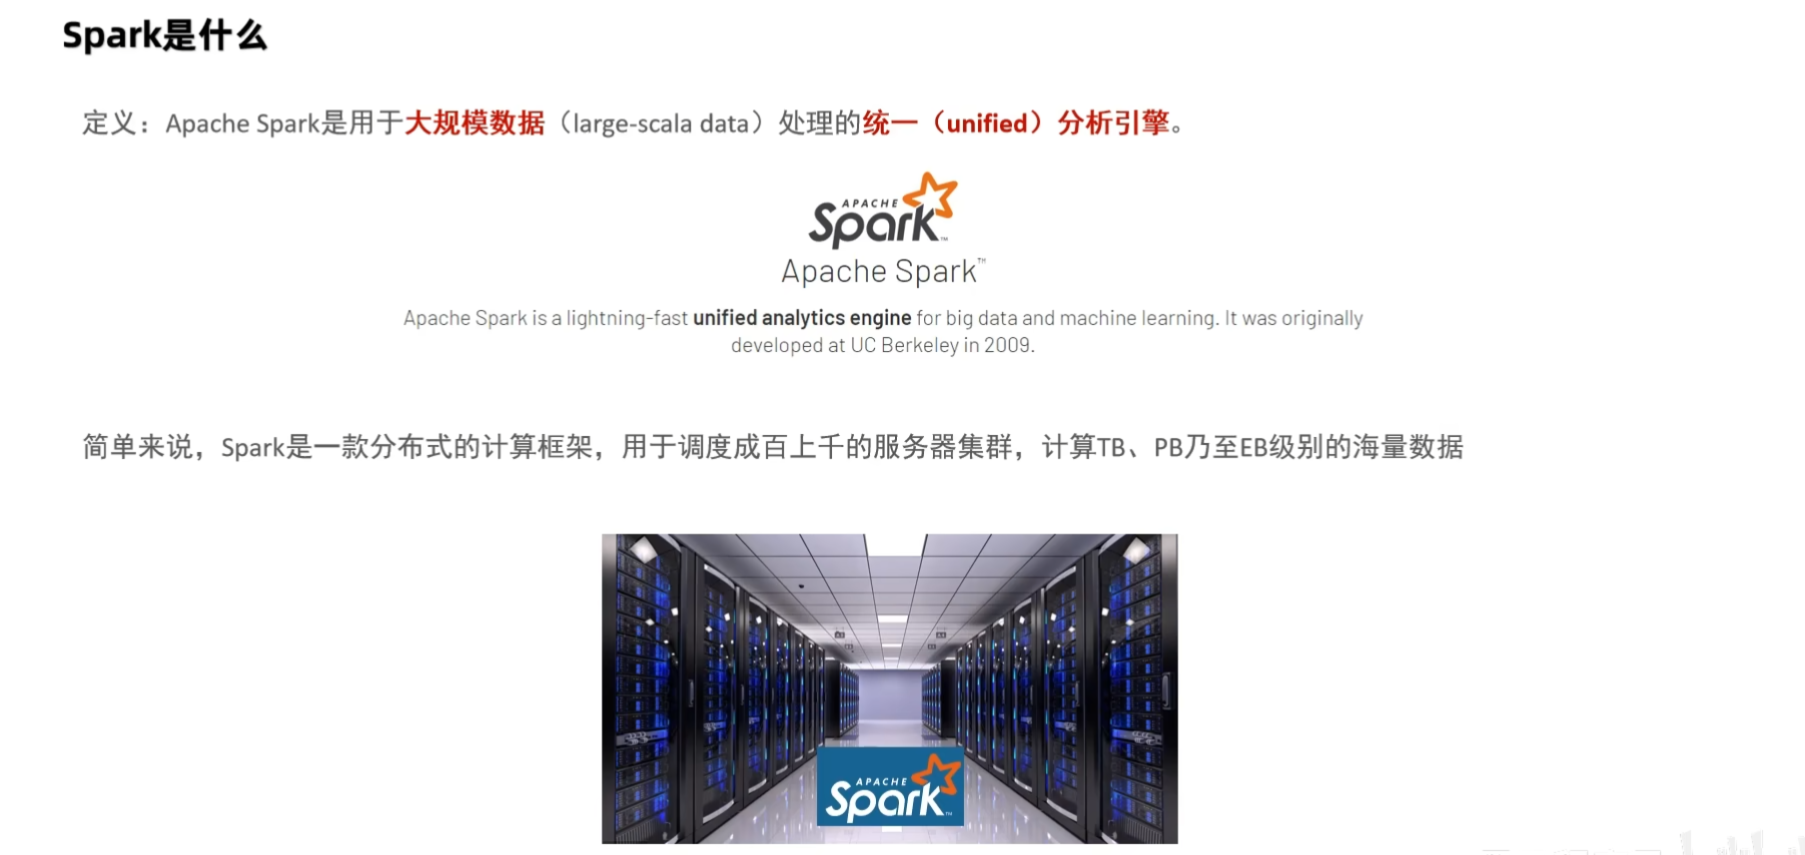 Spark是什么
定义：Apache Spark是用于大规模数据（large-scala data）处理的统一（unified）分析引擎。
APACHE
Spark™
Apache Spark™
Apache Spark is a lightning-fast unified analytics engine for big data and machine learning. It was originally
developed at UC Berkeley in 2009.
简单来说，Spark是一款分布式的计算框架，用于调度成百上千的服务器集群，计算TB、PB乃至EB级别的海量数据
APACHE
Spark™